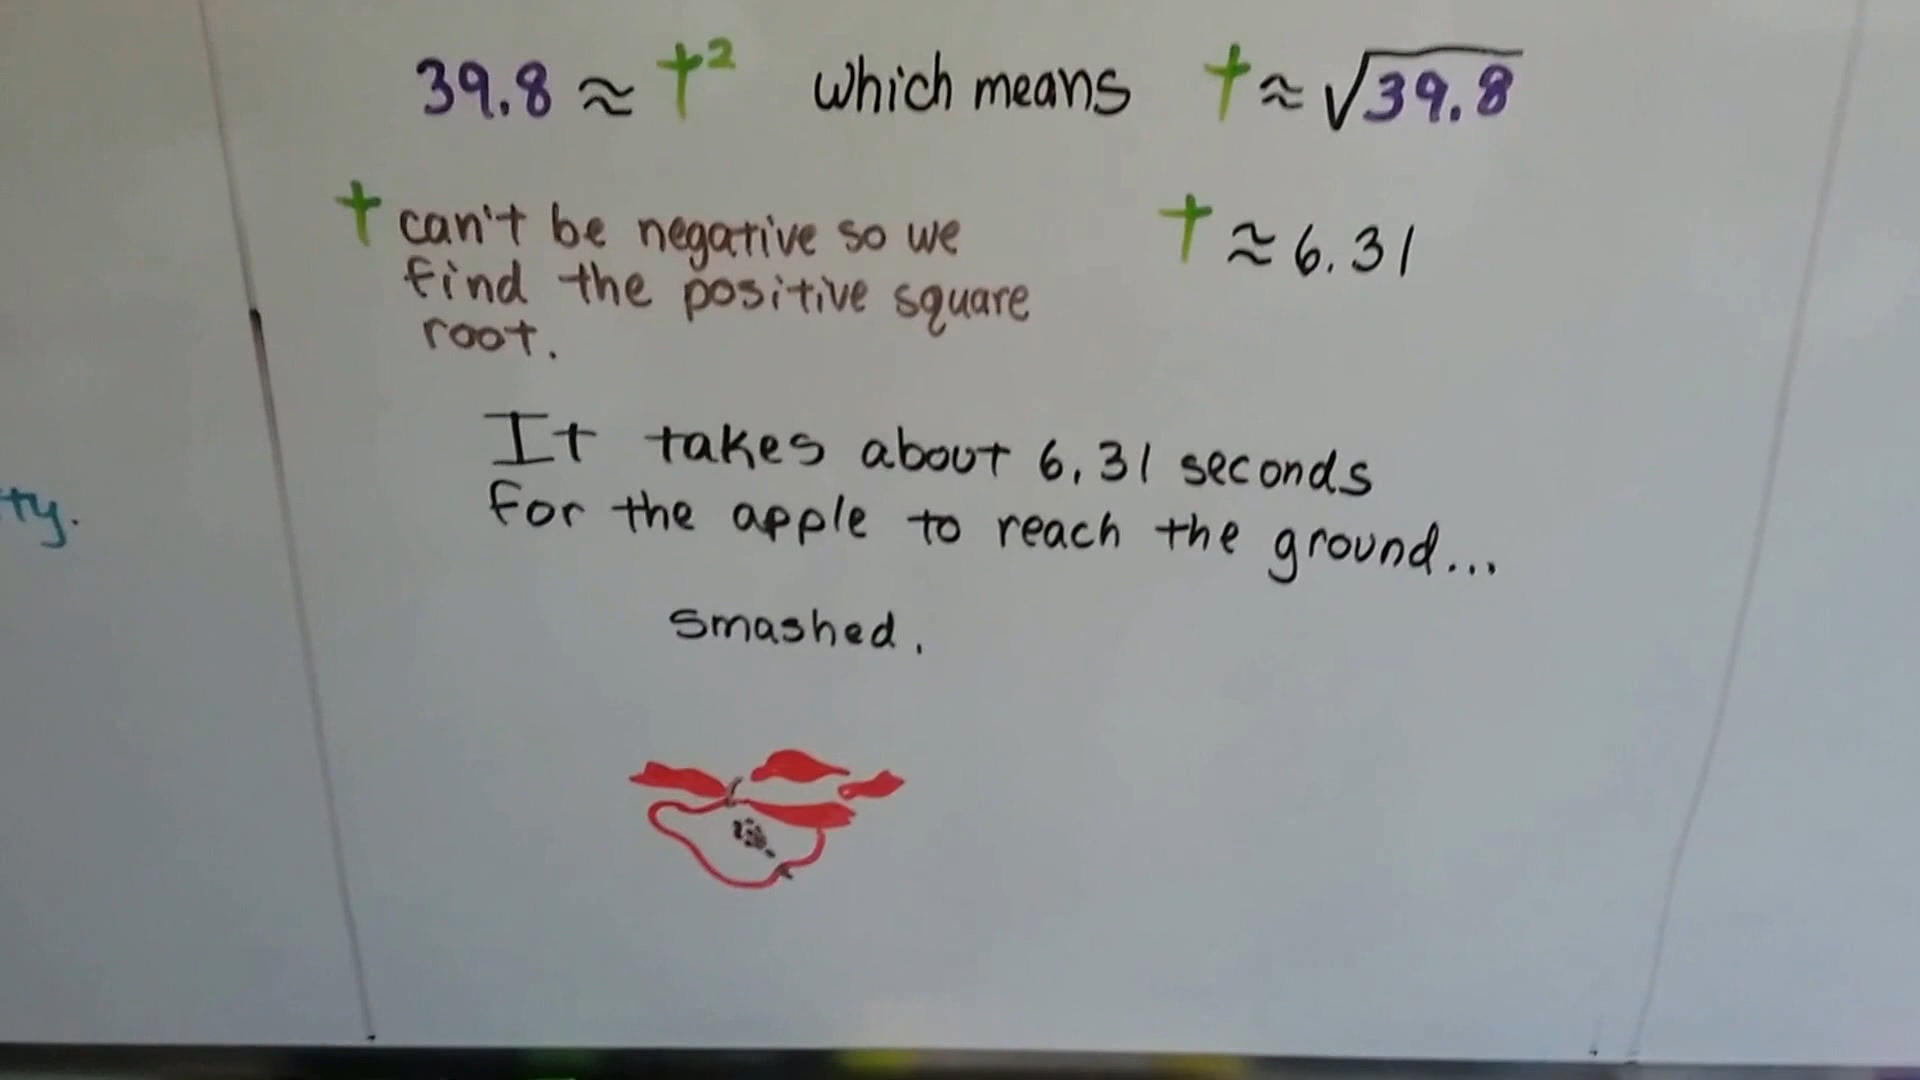 39.8 ≈ t² which means t ≈ √39.8
t can't be negative so we
find the positive square
root.
t ≈ 6.31
It takes about 6.31 seconds
for the apple to reach the ground...
smashed.
ty.